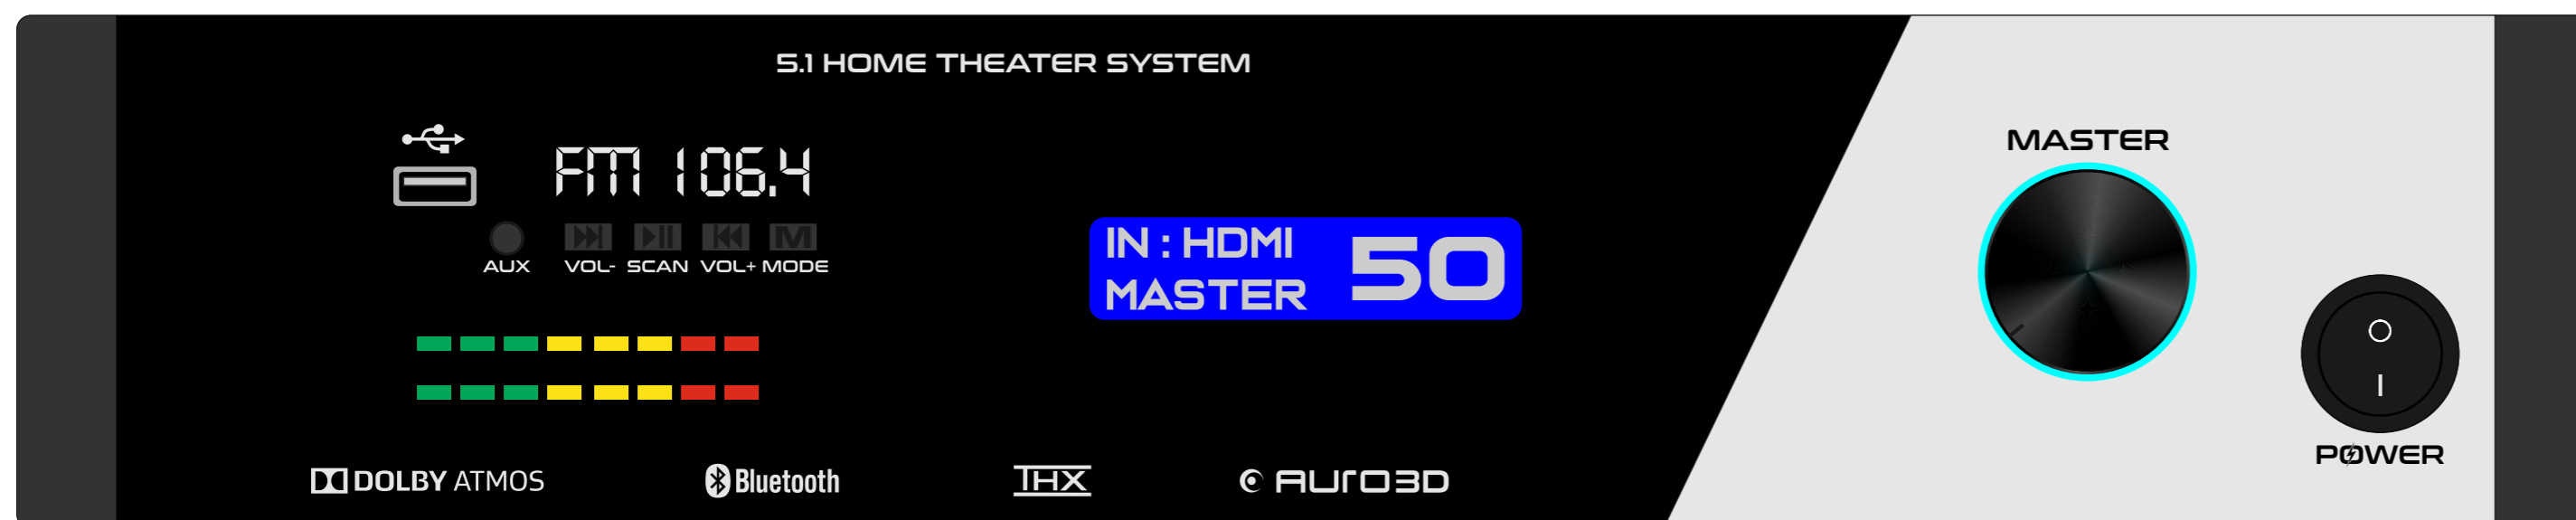 5.1 HOME THEATER SYSTEM
FM 106.4
M
AUX VOL- SCAN VOL+ MODE
IN : HDMI
MASTER
50
MASTER
POWER
DOLBY ATMOS
Bluetooth
THX
AURO3D